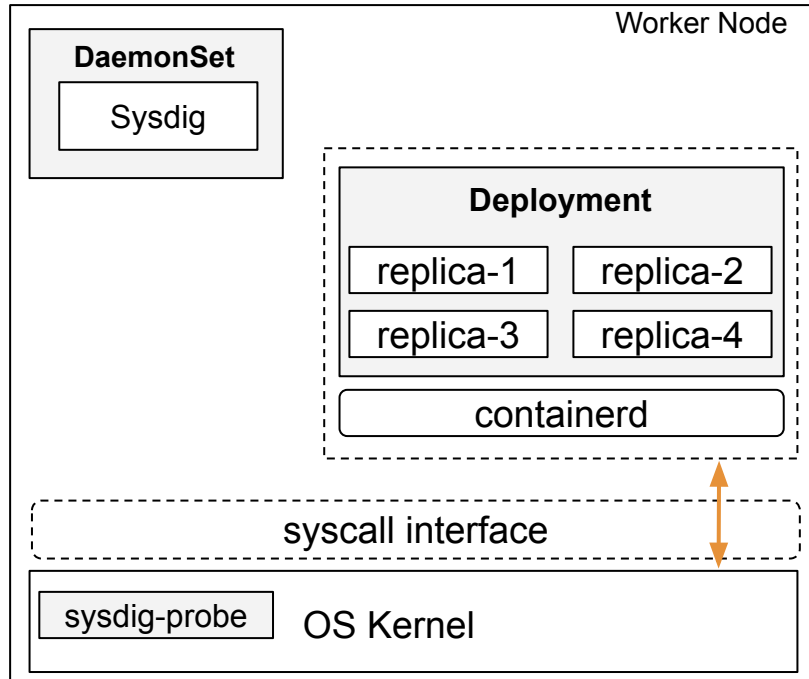 Worker Node
DaemonSet
Sysdig
Deployment
replica-1
replica-2
replica-3
replica-4
containerd
syscall interface
sysdig-probe
OS Kernel